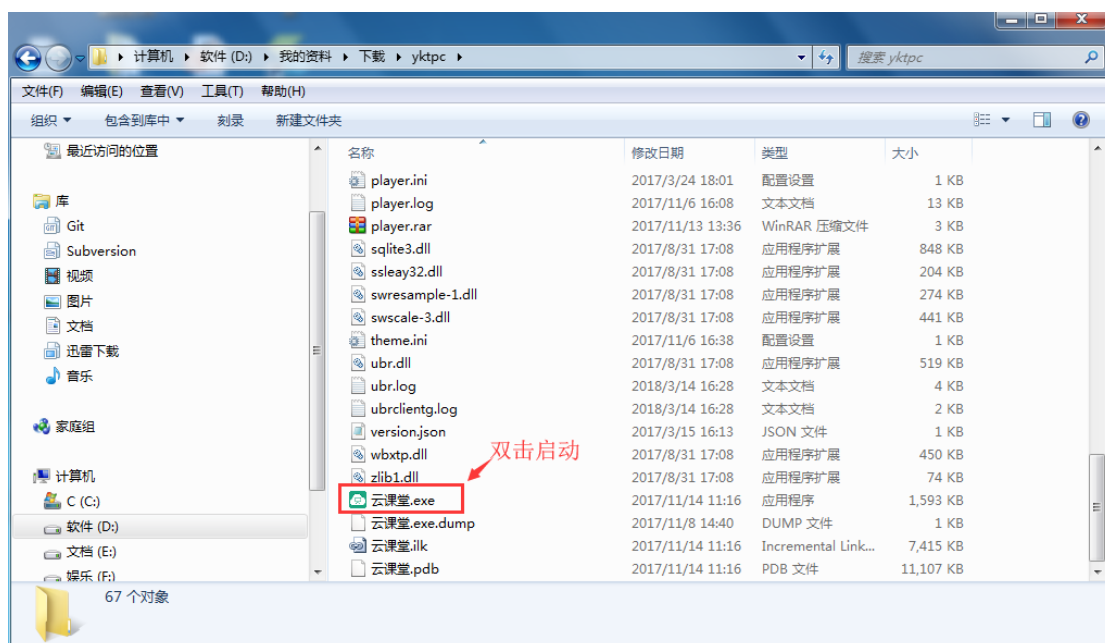 计算机 ▸ 软件 (D:) ▸ 我的资料 ▸ 下载 ▸ yktpc ▸
搜索 yktpc
文件(F) 编辑(E) 查看(V) 工具(T) 帮助(H)
组织 包含到库中 刻录 新建文件夹
最近访问的位置
库
Git
Subversion
视频
图片
文档
迅雷下载
音乐
家庭组
计算机
C (C:)
软件 (D:)
文档 (E:)
娱乐 (F:)
名称 修改日期 类型 大小
player.ini 2017/3/24 18:01 配置设置 1 KB
player.log 2017/11/6 16:08 文本文档 13 KB
player.rar 2017/11/13 13:36 WinRAR 压缩文件 3 KB
sqlite3.dll 2017/8/31 17:08 应用程序扩展 848 KB
ssleay32.dll 2017/8/31 17:08 应用程序扩展 204 KB
swresample-1.dll 2017/8/31 17:08 应用程序扩展 274 KB
swscale-3.dll 2017/8/31 17:08 应用程序扩展 441 KB
theme.ini 2017/11/6 16:38 配置设置 1 KB
ubr.dll 2017/8/31 17:08 应用程序扩展 519 KB
ubr.log 2018/3/14 16:28 文本文档 4 KB
ubrclientg.log 2018/3/14 16:28 文本文档 2 KB
version.json 2017/3/15 16:13 JSON 文件 1 KB
双击启动
wbxtp.dll 2017/8/31 17:08 应用程序扩展 450 KB
zlib1.dll 2017/8/31 17:08 应用程序扩展 74 KB
云课堂.exe 2017/11/14 11:16 应用程序 1,593 KB
云课堂.exe.dump 2017/11/8 14:40 DUMP 文件 1 KB
云课堂.ilk 2017/11/14 11:16 Incremental Link... 7,415 KB
云课堂.pdb 2017/11/14 11:16 PDB 文件 11,107 KB
67 个对象